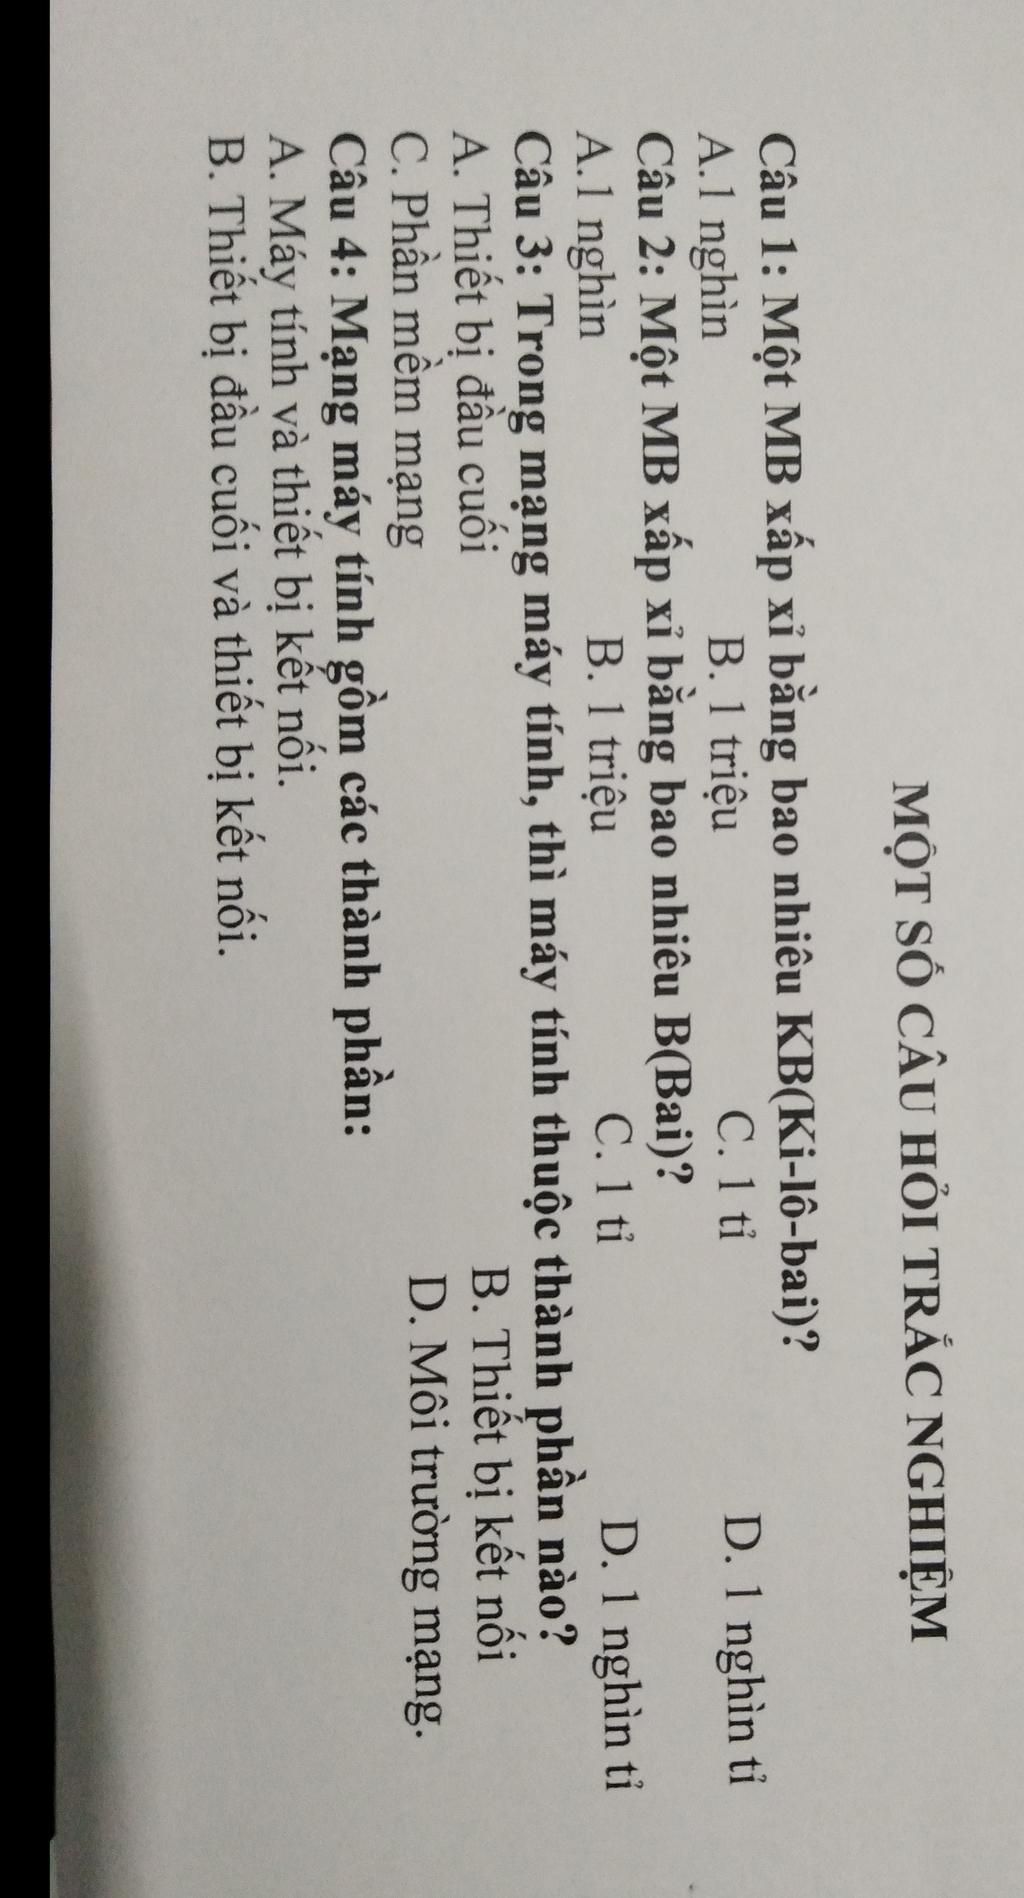 MỘT SỐ CÂU HỎI TRẮC NGHIỆM
Câu 1: Một MB xấp xỉ bằng bao nhiêu KB(Ki-lô-bai)?
A.1 nghìn B. 1 triệu C. 1 tỉ D. 1 nghìn tỉ
Câu 2: Một MB xấp xỉ bằng bao nhiêu B(Bai)?
A.1 nghìn B. 1 triệu C. 1 tỉ D. 1 nghìn tỉ
Câu 3: Trong mạng máy tính, thì máy tính thuộc thành phần nào?
A. Thiết bị đầu cuối B. Thiết bị kết nối
C. Phần mềm mạng D. Môi trường mạng.
Câu 4: Mạng máy tính gồm các thành phần:
A. Máy tính và thiết bị kết nối.
B. Thiết bị đầu cuối và thiết bị kết nối.